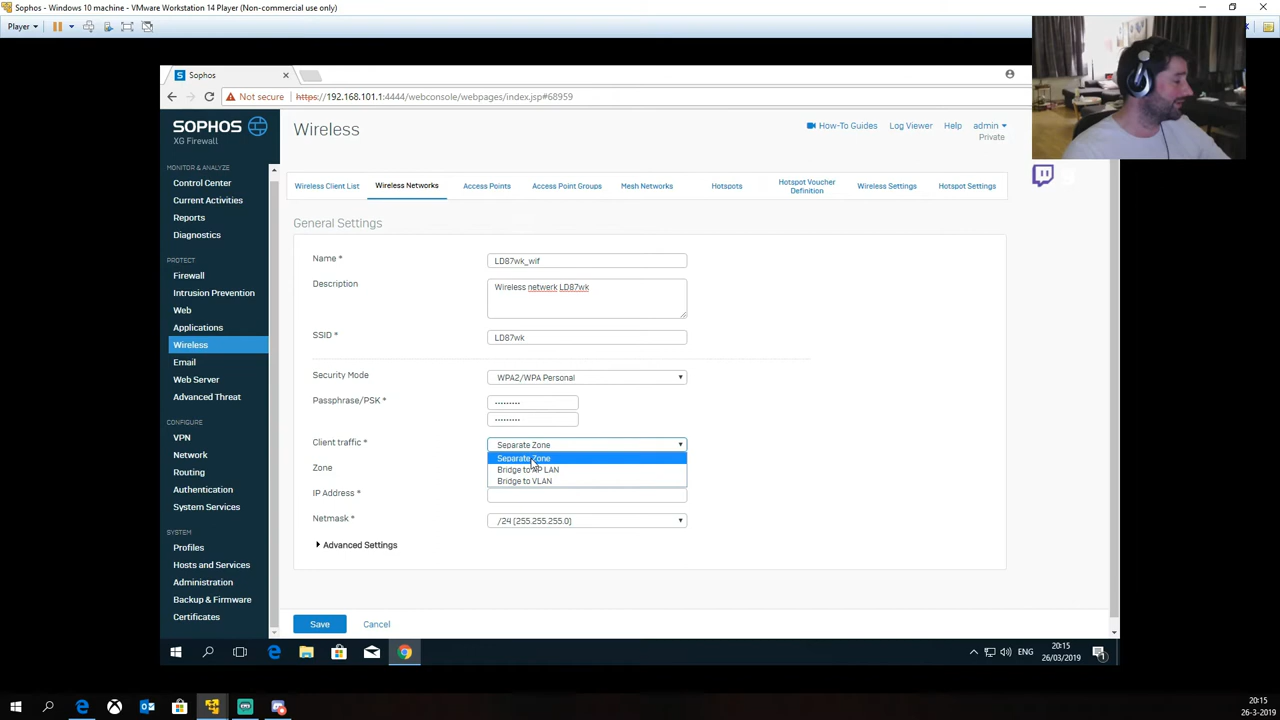 Sophos - Windows 10 machine - VMware Workstation 14 Player (Non-commercial use only)
Player
Sophos
Not secure https://192.168.101.1:4444/webconsole/webpages/index.jsp#68959
SOPHOS
XG Firewall
Wireless
How-To Guides Log Viewer Help admin
Private
MONITOR & ANALYZE
Control Center
Current Activities
Reports
Diagnostics
PROTECT
Firewall
Intrusion Prevention
Web
Applications
Wireless
Email
Web Server
Advanced Threat
CONFIGURE
VPN
Network
Routing
Authentication
System Services
SYSTEM
Profiles
Hosts and Services
Administration
Backup & Firmware
Certificates
Wireless Client List
Wireless Networks
Access Points
Access Point Groups
Mesh Networks
Hotspots
Hotspot Voucher
Definition
Wireless Settings
Hotspot Settings
General Settings
Name * LD87wk_wif
Description Wireless netwerk LD87wk
SSID * LD87wk
Security Mode WPA2/WPA Personal
Passphrase/PSK * •••••••••
•••••••••
Client traffic * Separate Zone
Separate Zone
Bridge to AP LAN
Bridge to VLAN
Zone
IP Address *
Netmask * /24 (255.255.255.0)
Advanced Settings
Save Cancel
ENG 20:15
26/03/2019
1
20:15
26-3-2019